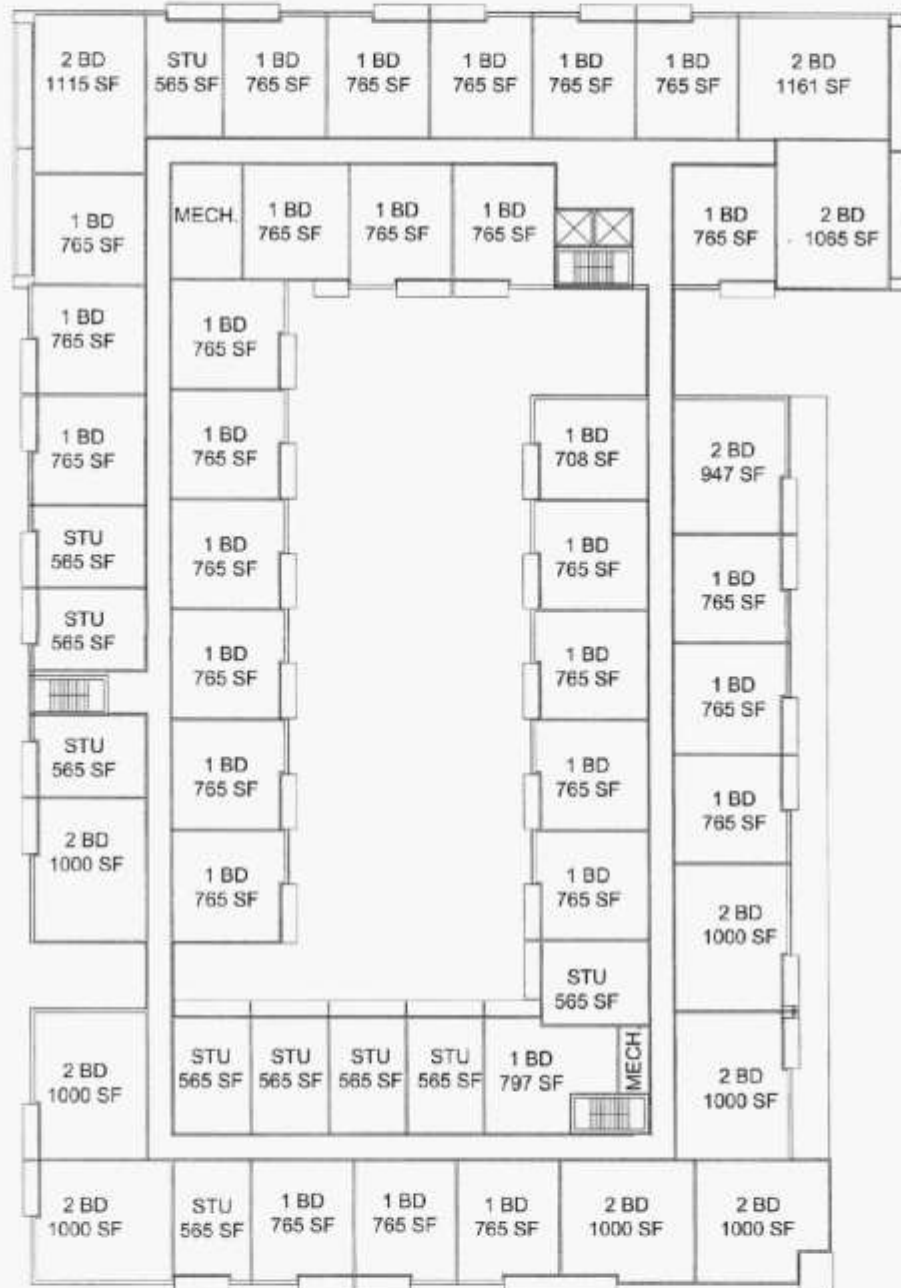 2 BD
1115 SF
STU
565 SF
1 BD
765 SF
1 BD
765 SF
1 BD
765 SF
1 BD
765 SF
1 BD
765 SF
2 BD
1161 SF
1 BD
765 SF
MECH.
1 BD
765 SF
1 BD
765 SF
1 BD
765 SF
1 BD
765 SF
2 BD
1065 SF
1 BD
765 SF
1 BD
765 SF
1 BD
765 SF
1 BD
765 SF
1 BD
708 SF
2 BD
947 SF
STU
565 SF
1 BD
765 SF
1 BD
765 SF
1 BD
765 SF
STU
565 SF
1 BD
765 SF
1 BD
765 SF
1 BD
765 SF
STU
565 SF
1 BD
765 SF
1 BD
765 SF
1 BD
765 SF
2 BD
1000 SF
1 BD
765 SF
1 BD
765 SF
2 BD
1000 SF
STU
565 SF
2 BD
1000 SF
STU
565 SF
STU
565 SF
STU
565 SF
STU
565 SF
1 BD
797 SF
MECH.
2 BD
1000 SF
2 BD
1000 SF
STU
565 SF
1 BD
765 SF
1 BD
765 SF
1 BD
765 SF
2 BD
1000 SF
2 BD
1000 SF